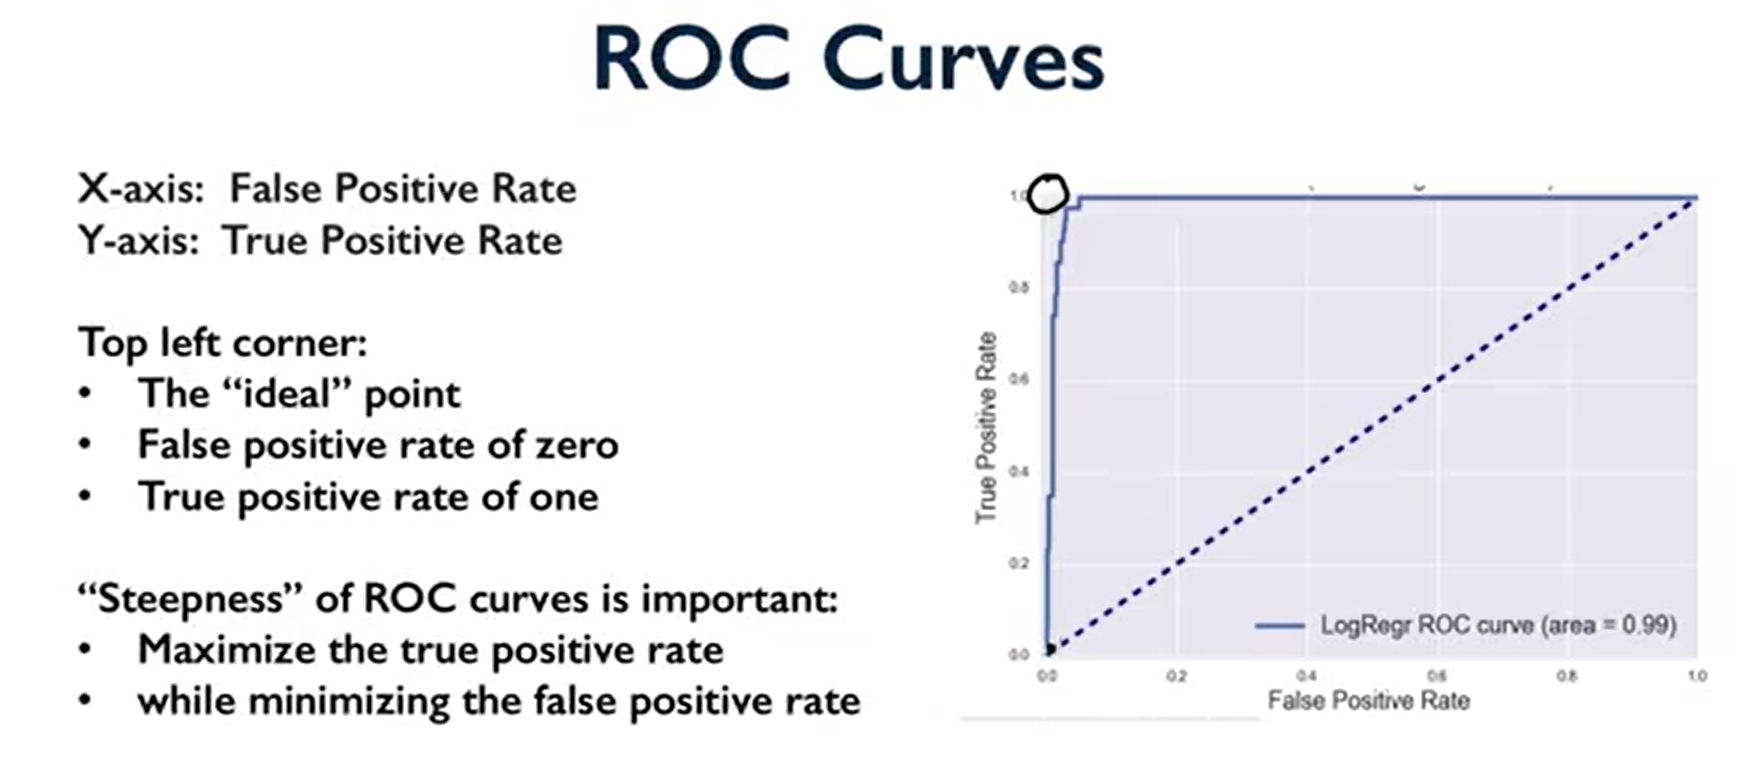 ROC Curves
X-axis: False Positive Rate
Y-axis: True Positive Rate
Top left corner:
• The “ideal” point
• False positive rate of zero
• True positive rate of one
“Steepness” of ROC curves is important:
• Maximize the true positive rate
• while minimizing the false positive rate
True Positive Rate
0.8
0.6
0.4
0.2
0.0
LogRegr ROC curve (area = 0.99)
0.0 0.2 0.4 0.6 0.8 1.0
False Positive Rate